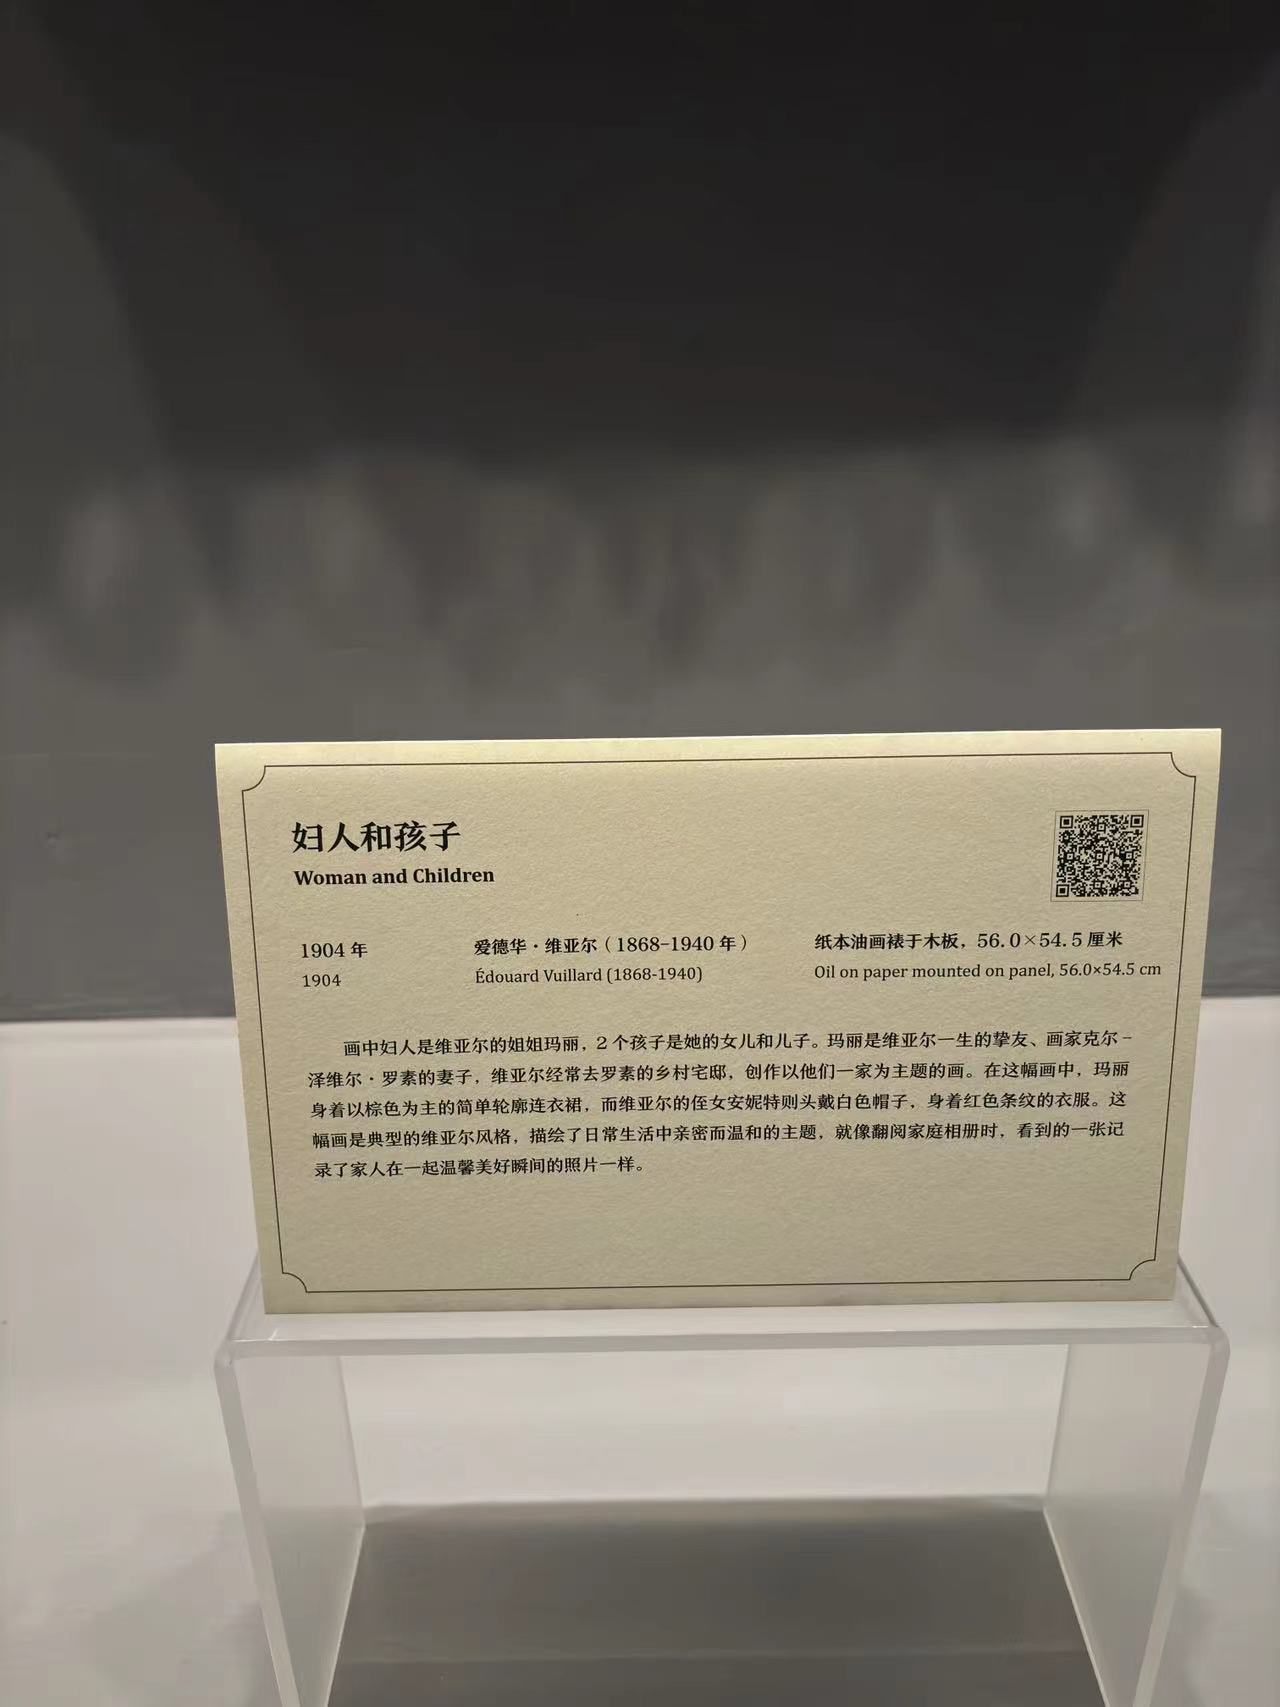 妇人和孩子
Woman and Children
1904 年 爱德华·维亚尔（1868-1940 年） 纸本油画裱于木板，56.0×54.5 厘米
1904 Édouard Vuillard (1868-1940) Oil on paper mounted on panel, 56.0×54.5 cm
画中妇人是维亚尔的姐姐玛丽，2 个孩子是她的女儿和儿子。玛丽是维亚尔一生的挚友、画家克尔-
泽维尔·罗素的妻子，维亚尔经常去罗素的乡村宅邸，创作以他们一家为主题的画。在这幅画中，玛丽
身着以棕色为主的简单轮廓连衣裙，而维亚尔的侄女安妮特则头戴白色帽子，身着红色条纹的衣服。这
幅画是典型的维亚尔风格，描绘了日常生活中亲密而温和的主题，就像翻阅家庭相册时，看到的一张记
录了家人在一起温馨美好瞬间的照片一样。